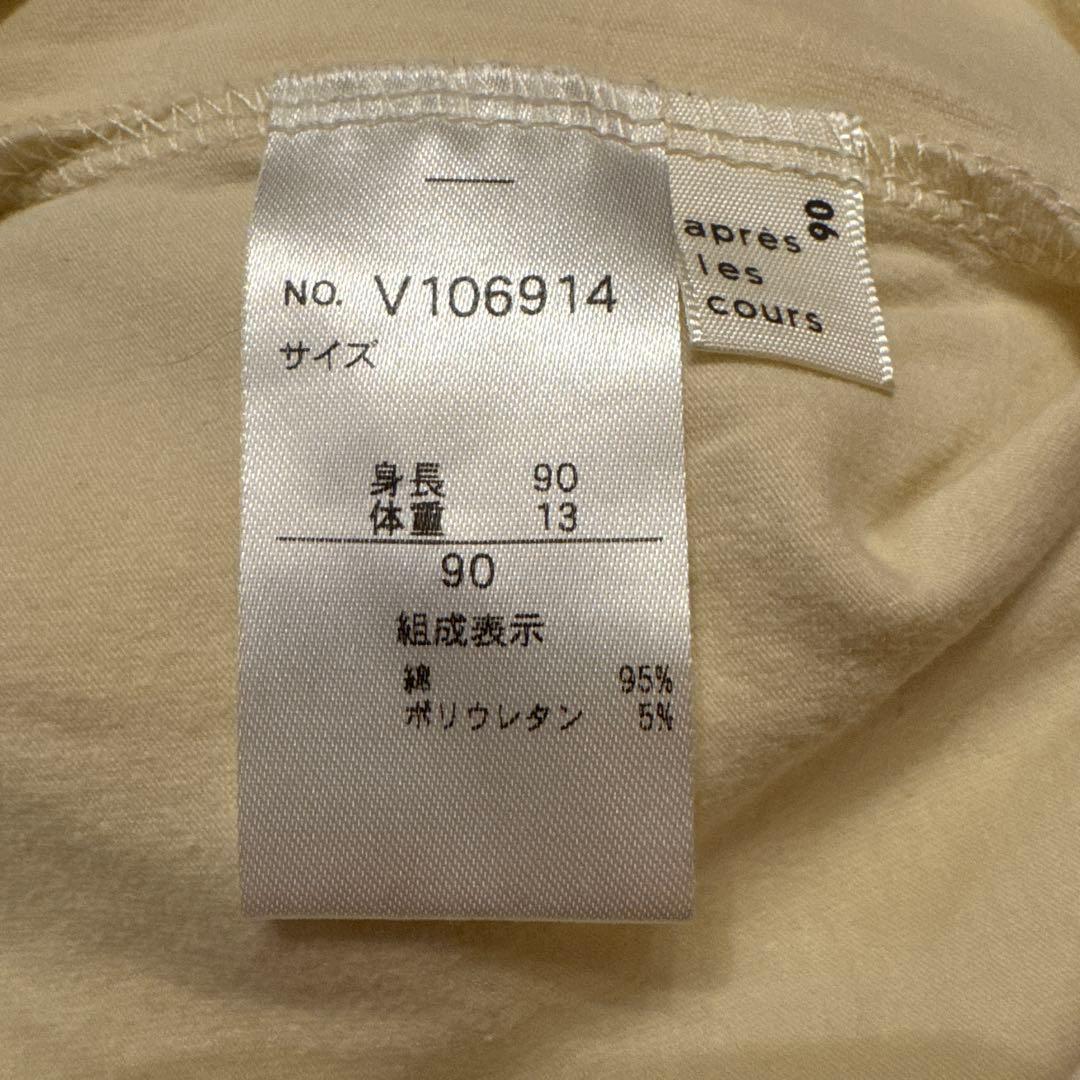 NO. V106914
サイズ
身長 90
体重 13
90
組成表示
綿 95%
ポリウレタン 5%
90
après
les
cours